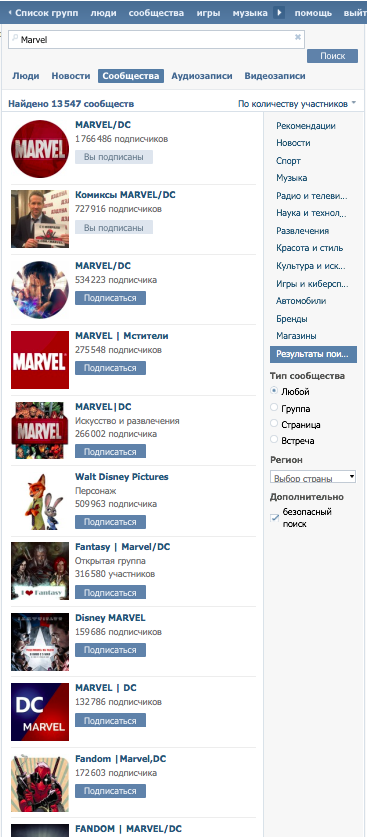 Список групп люди сообщества игры музыка помощь выйт
Marvel
Поиск
Люди Новости Сообщества Аудиозаписи Видеозаписи
Найдено 13 547 сообществ По количеству участников
MARVEL/DC
1 766 486 подписчиков
Вы подписаны
MARVEL
Комиксы MARVEL/DC
727 916 подписчиков
Вы подписаны
MARVEL/DC
534 223 подписчика
Подписаться
MARVEL | Мстители
275 548 подписчиков
Подписаться
MARVEL
MARVEL|DC
Искусство и развлечения
266 002 подписчика
Подписаться
MARVEL
Walt Disney Pictures
Персонаж
509 963 подписчика
Подписаться
Fantasy | Marvel/DC
Открытая группа
316 580 участников
Подписаться
I ❤ Fantasy
Disney MARVEL
159 686 подписчиков
Подписаться
MARVEL | DC
132 786 подписчиков
Подписаться
DC
MARVEL
Fandom |Marvel,DC
172 603 подписчика
Подписаться
FANDOM | MARVEL/DC
Рекомендации
Новости
Спорт
Музыка
Радио и телеви...
Наука и технол...
Развлечения
Красота и стиль
Культура и иск...
Игры и киберсп...
Автомобили
Бренды
Магазины
Результаты пои...
Тип сообщества
Любой
Группа
Страница
Встреча
Регион
Выбор страны
Дополнительно
безопасный
поиск